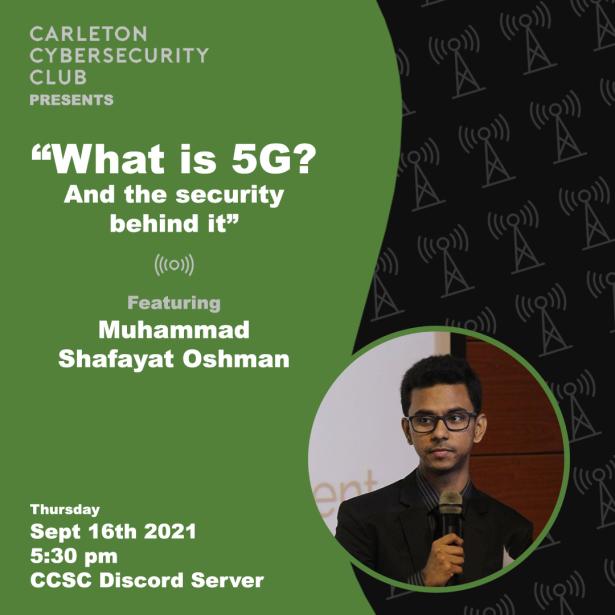 CARLETON
CYBERSECURITY
CLUB
PRESENTS
“What is 5G?
And the security
behind it”
Featuring
Muhammad
Shafayat Oshman
Thursday
Sept 16th 2021
5:30 pm
CCSC Discord Server
ent